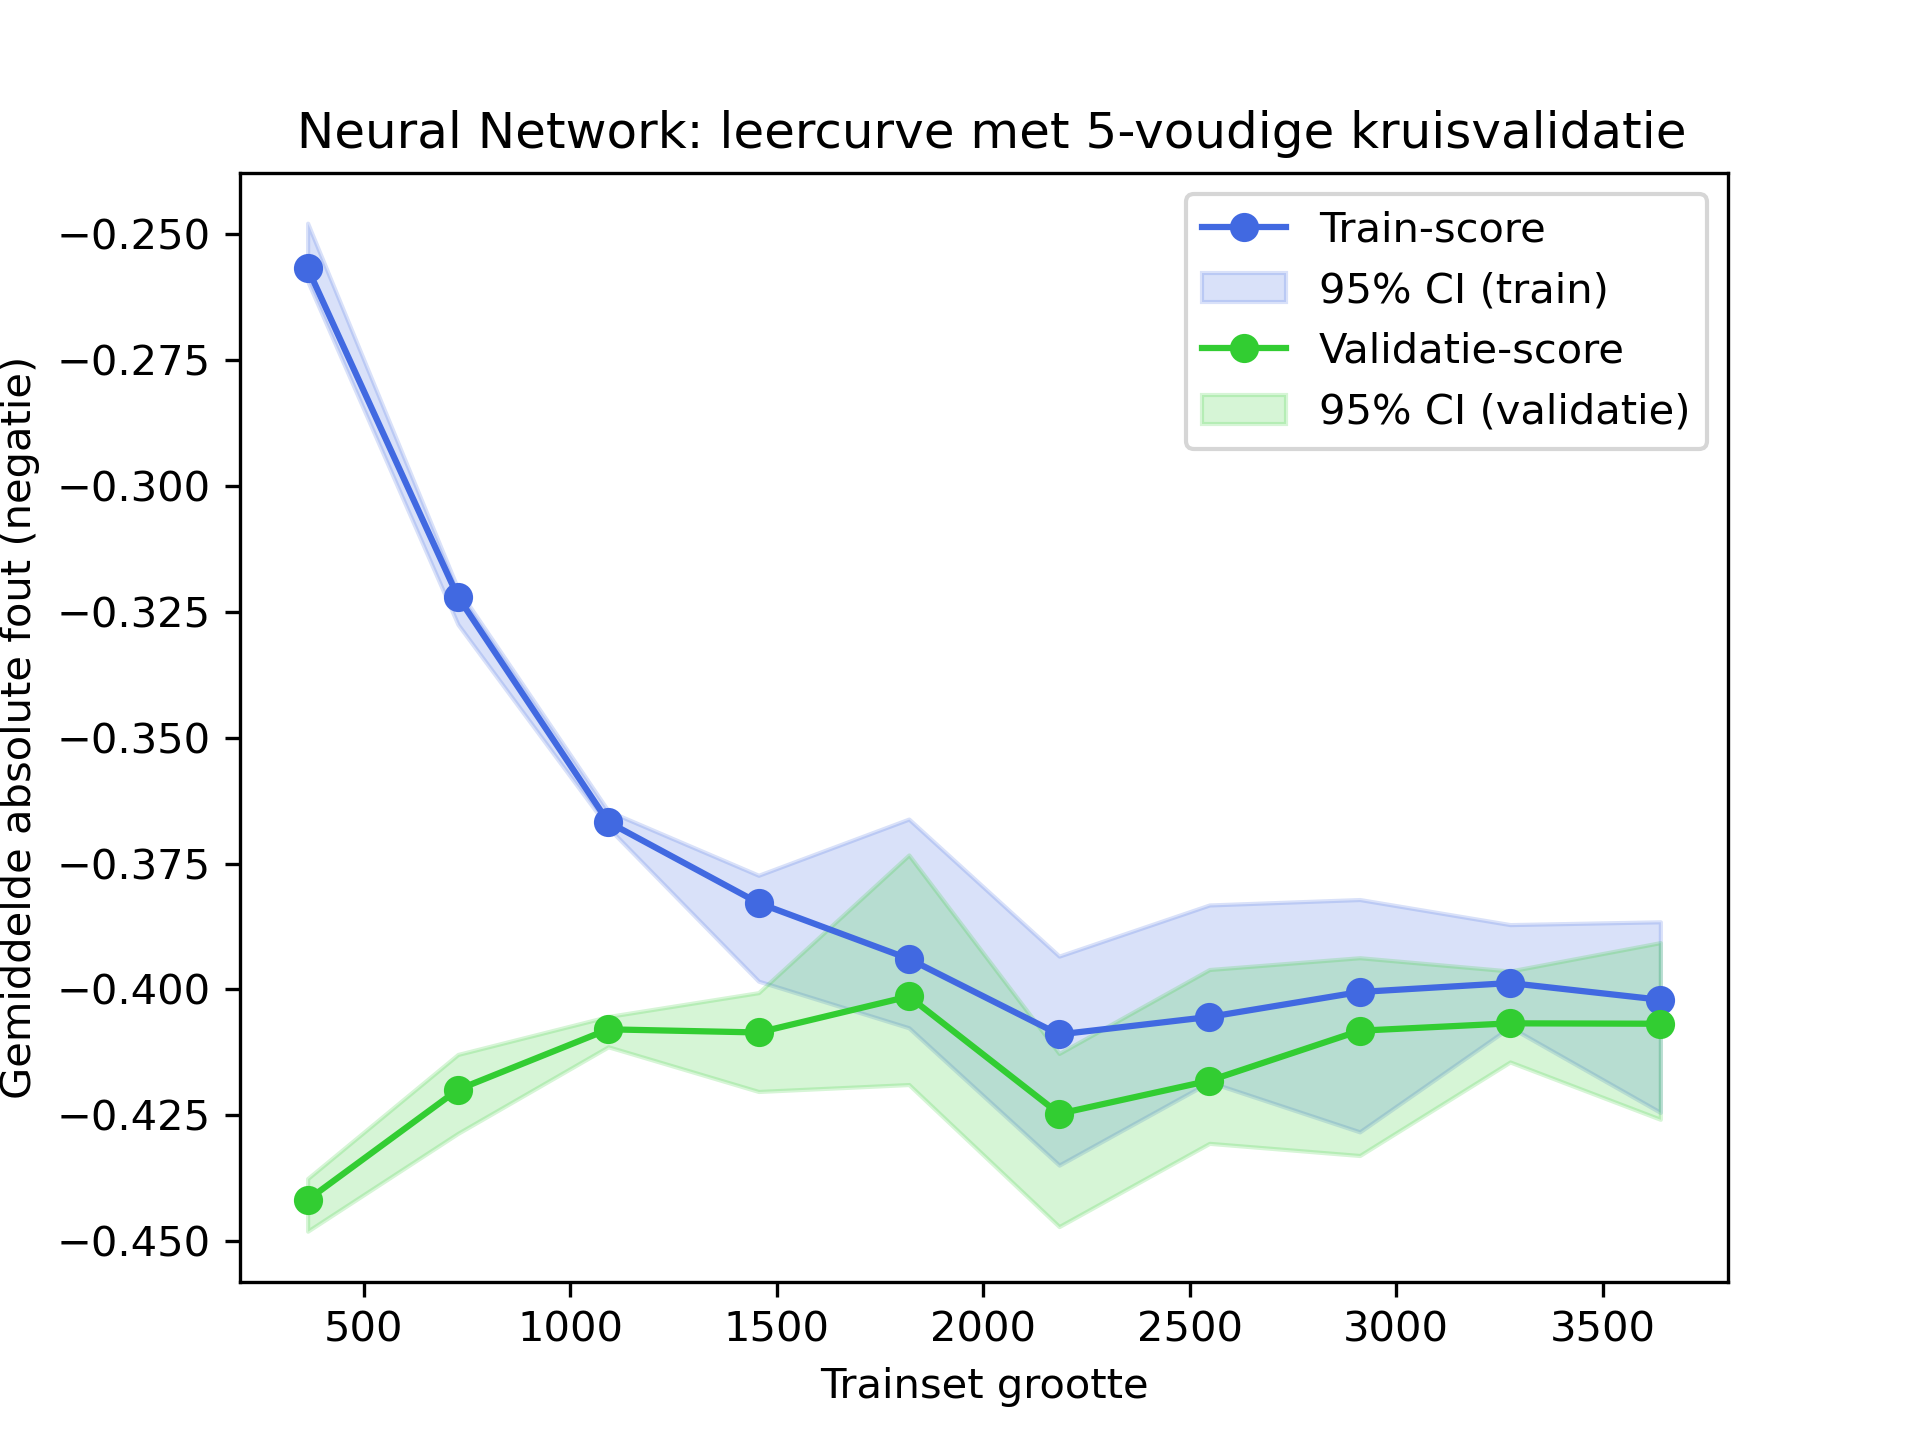 Neural Network: leercurve met 5-voudige kruisvalidatie
Gemiddelde absolute fout (negatie)
−0.250
−0.275
−0.300
−0.325
−0.350
−0.375
−0.400
−0.425
−0.450
Train-score
95% CI (train)
Validatie-score
95% CI (validatie)
500 1000 1500 2000 2500 3000 3500
Trainset grootte